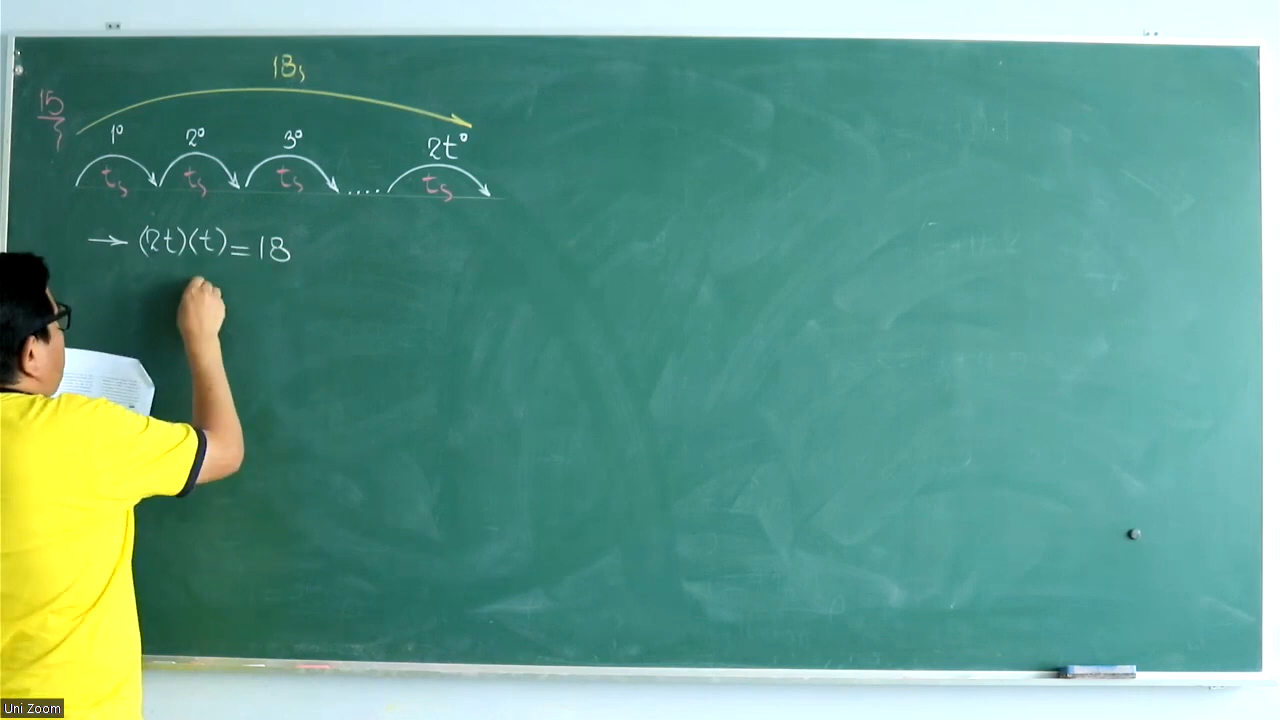 18s
15
1° 2° 3° 2t°
ts ts ts ..... ts
→ (2t)(t) = 18
Uni Zoom